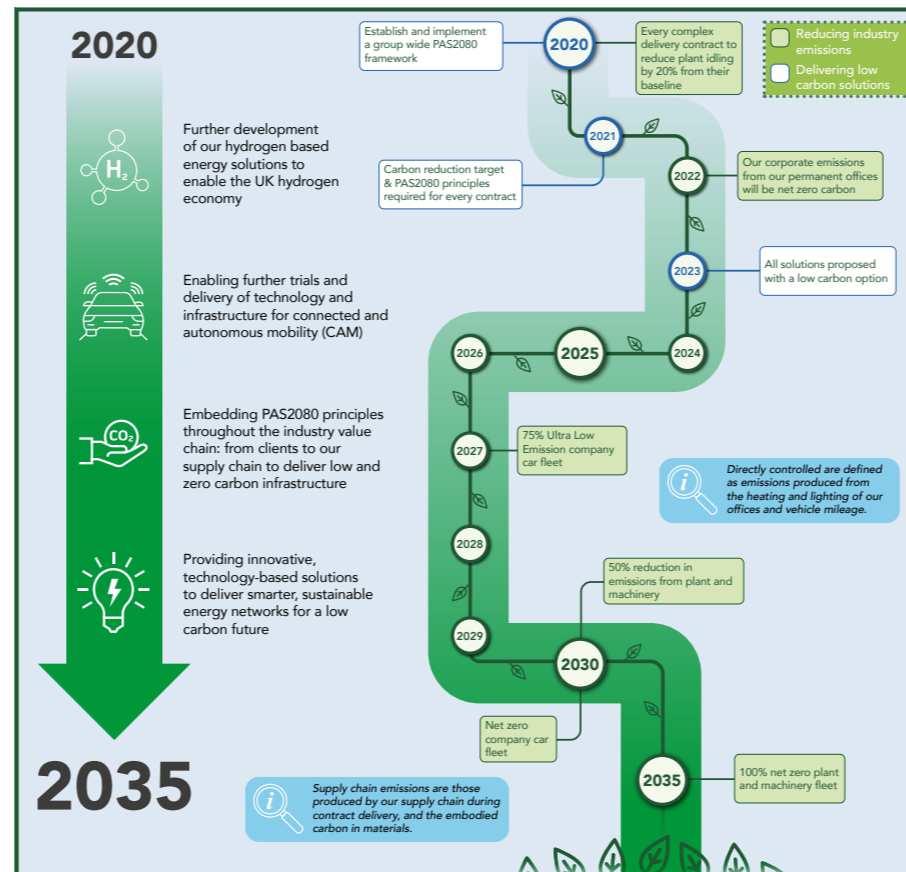 2020
Further development
of our hydrogen based
energy solutions to
enable the UK hydrogen
economy
H2
Enabling further trials and
delivery of technology and
infrastructure for connected and
autonomous mobility (CAM)
CO2
Embedding PAS2080 principles
throughout the industry value
chain: from clients to our
supply chain to deliver low and
zero carbon infrastructure
Providing innovative,
technology-based solutions
to deliver smarter, sustainable
energy networks for a low
carbon future
2035
Establish and implement
a group wide PAS2080
framework
2020
Every complex
delivery contract to
reduce plant idling
by 20% from their
baseline
Reducing industry
emissions
Delivering low
carbon solutions
2021
Carbon reduction target
& PAS2080 principles
required for every contract
2022
Our corporate emissions
from our permanent offices
will be net zero carbon
2023
All solutions proposed
with a low carbon option
2024
2025
2026
2027
75% Ultra Low
Emission company
car fleet
i
Directly controlled are defined
as emissions produced from
the heating and lighting of our
offices and vehicle mileage.
2028
2029
50% reduction in
emissions from plant and
machinery
2030
Net zero
company car
fleet
2035
100% net zero plant
and machinery fleet
i
Supply chain emissions are those
produced by our supply chain during
contract delivery, and the embodied
carbon in materials.